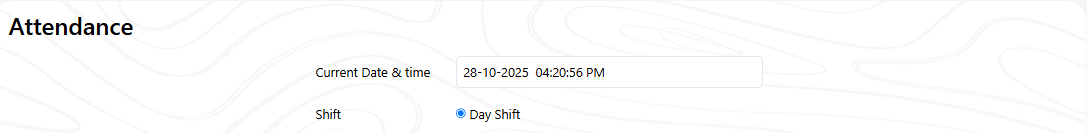 Attendance
Current Date & time 28-10-2025 04:20:56 PM
Shift Day Shift